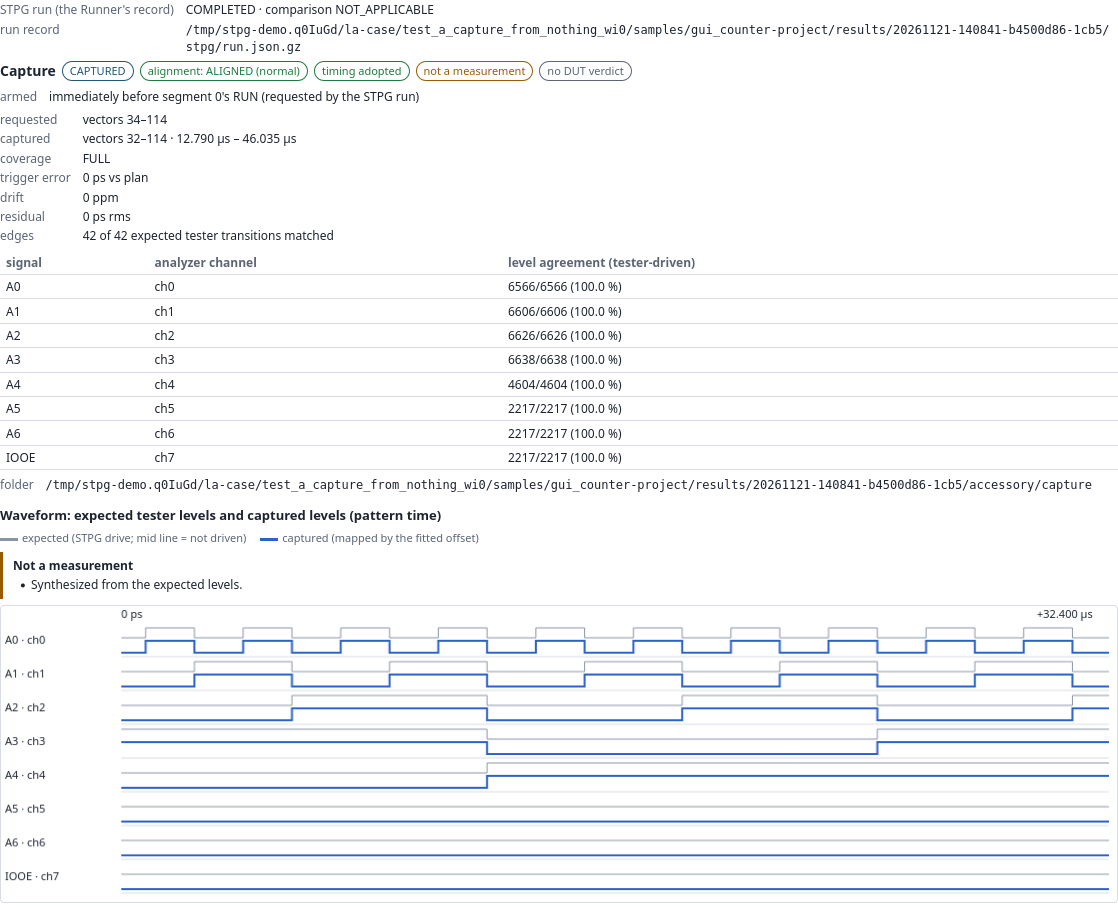 STPG run (the Runner's record) COMPLETED · comparison NOT_APPLICABLE
run record /tmp/stpg-demo.q0IuGd/la-case/test_a_capture_from_nothing_wi0/samples/gui_counter-project/results/20261121-140841-b4500d86-1cb5/
stpg/run.json.gz
Capture CAPTURED alignment: ALIGNED (normal) timing adopted not a measurement no DUT verdict
armed immediately before segment 0's RUN (requested by the STPG run)
requested vectors 34–114
captured vectors 32–114 · 12.790 µs – 46.035 µs
coverage FULL
trigger error 0 ps vs plan
drift 0 ppm
residual 0 ps rms
edges 42 of 42 expected tester transitions matched
signal analyzer channel level agreement (tester-driven)
A0 ch0 6566/6566 (100.0 %)
A1 ch1 6606/6606 (100.0 %)
A2 ch2 6626/6626 (100.0 %)
A3 ch3 6638/6638 (100.0 %)
A4 ch4 4604/4604 (100.0 %)
A5 ch5 2217/2217 (100.0 %)
A6 ch6 2217/2217 (100.0 %)
IOOE ch7 2217/2217 (100.0 %)
folder /tmp/stpg-demo.q0IuGd/la-case/test_a_capture_from_nothing_wi0/samples/gui_counter-project/results/20261121-140841-b4500d86-1cb5/accessory/capture
Waveform: expected tester levels and captured levels (pattern time)
expected (STPG drive; mid line = not driven) captured (mapped by the fitted offset)
Not a measurement
• Synthesized from the expected levels.
0 ps +32.400 µs
A0 · ch0
A1 · ch1
A2 · ch2
A3 · ch3
A4 · ch4
A5 · ch5
A6 · ch6
IOOE · ch7